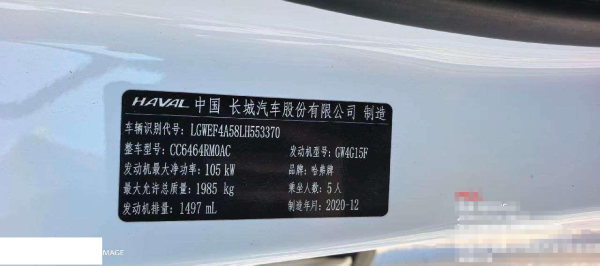 HAVAL 中国 长城汽车股份有限公司 制造
车辆识别代号: LGWEF4A58LH553370
整车型号: CC6464RM0AC 发动机型号: GW4G15F
发动机最大净功率: 105 kW 品牌: 哈弗牌
最大允许总质量: 1985 kg 乘坐人数: 5 人
发动机排量: 1497 mL 制造年月: 2020-12
IMAGE